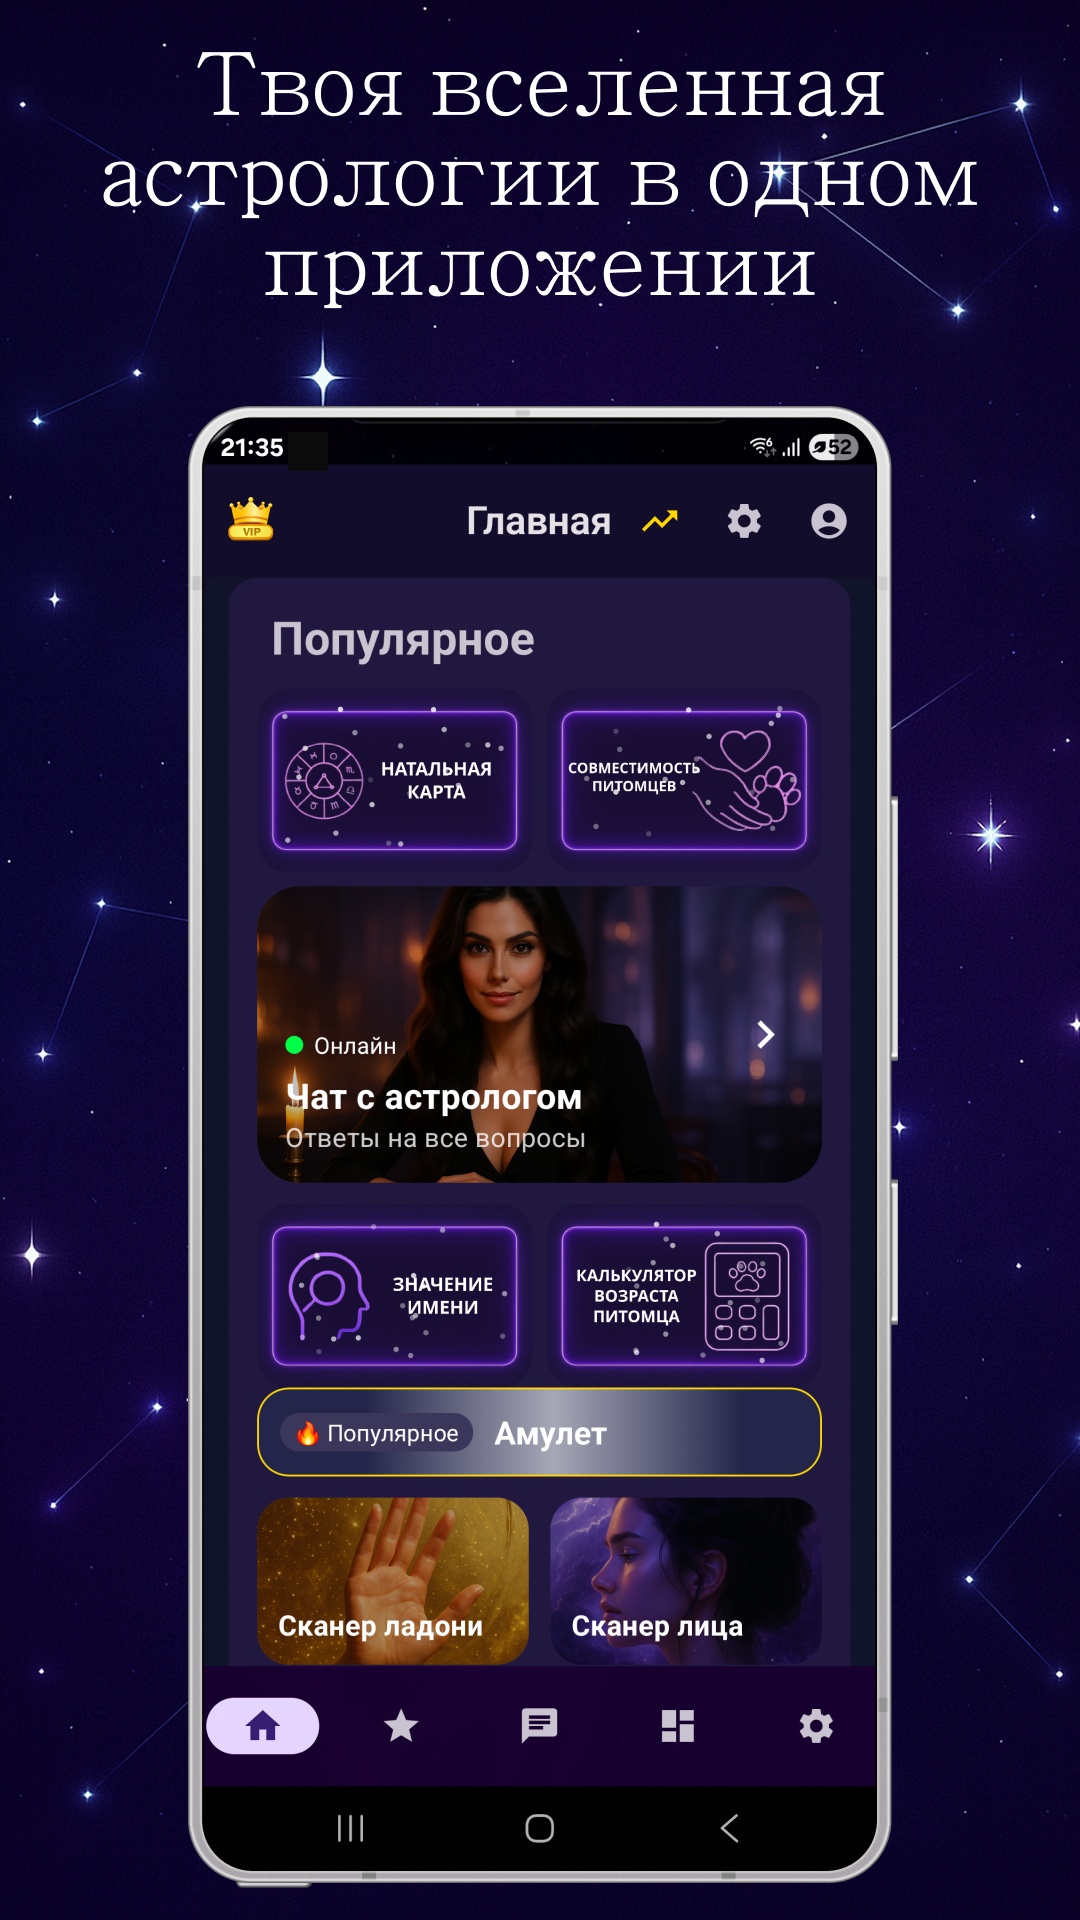 Твоя вселенная
астрологии в одном
приложении
21:35
6
52
VIP
Главная
Популярное
НАТАЛЬНАЯ
КАРТА
СОВМЕСТИМОСТЬ
ПИТОМЦЕВ
Онлайн
Чат с астрологом
Ответы на все вопросы
ЗНАЧЕНИЕ
ИМЕНИ
КАЛЬКУЛЯТОР
ВОЗРАСТА
ПИТОМЦА
Популярное
Амулет
Сканер ладони
Сканер лица